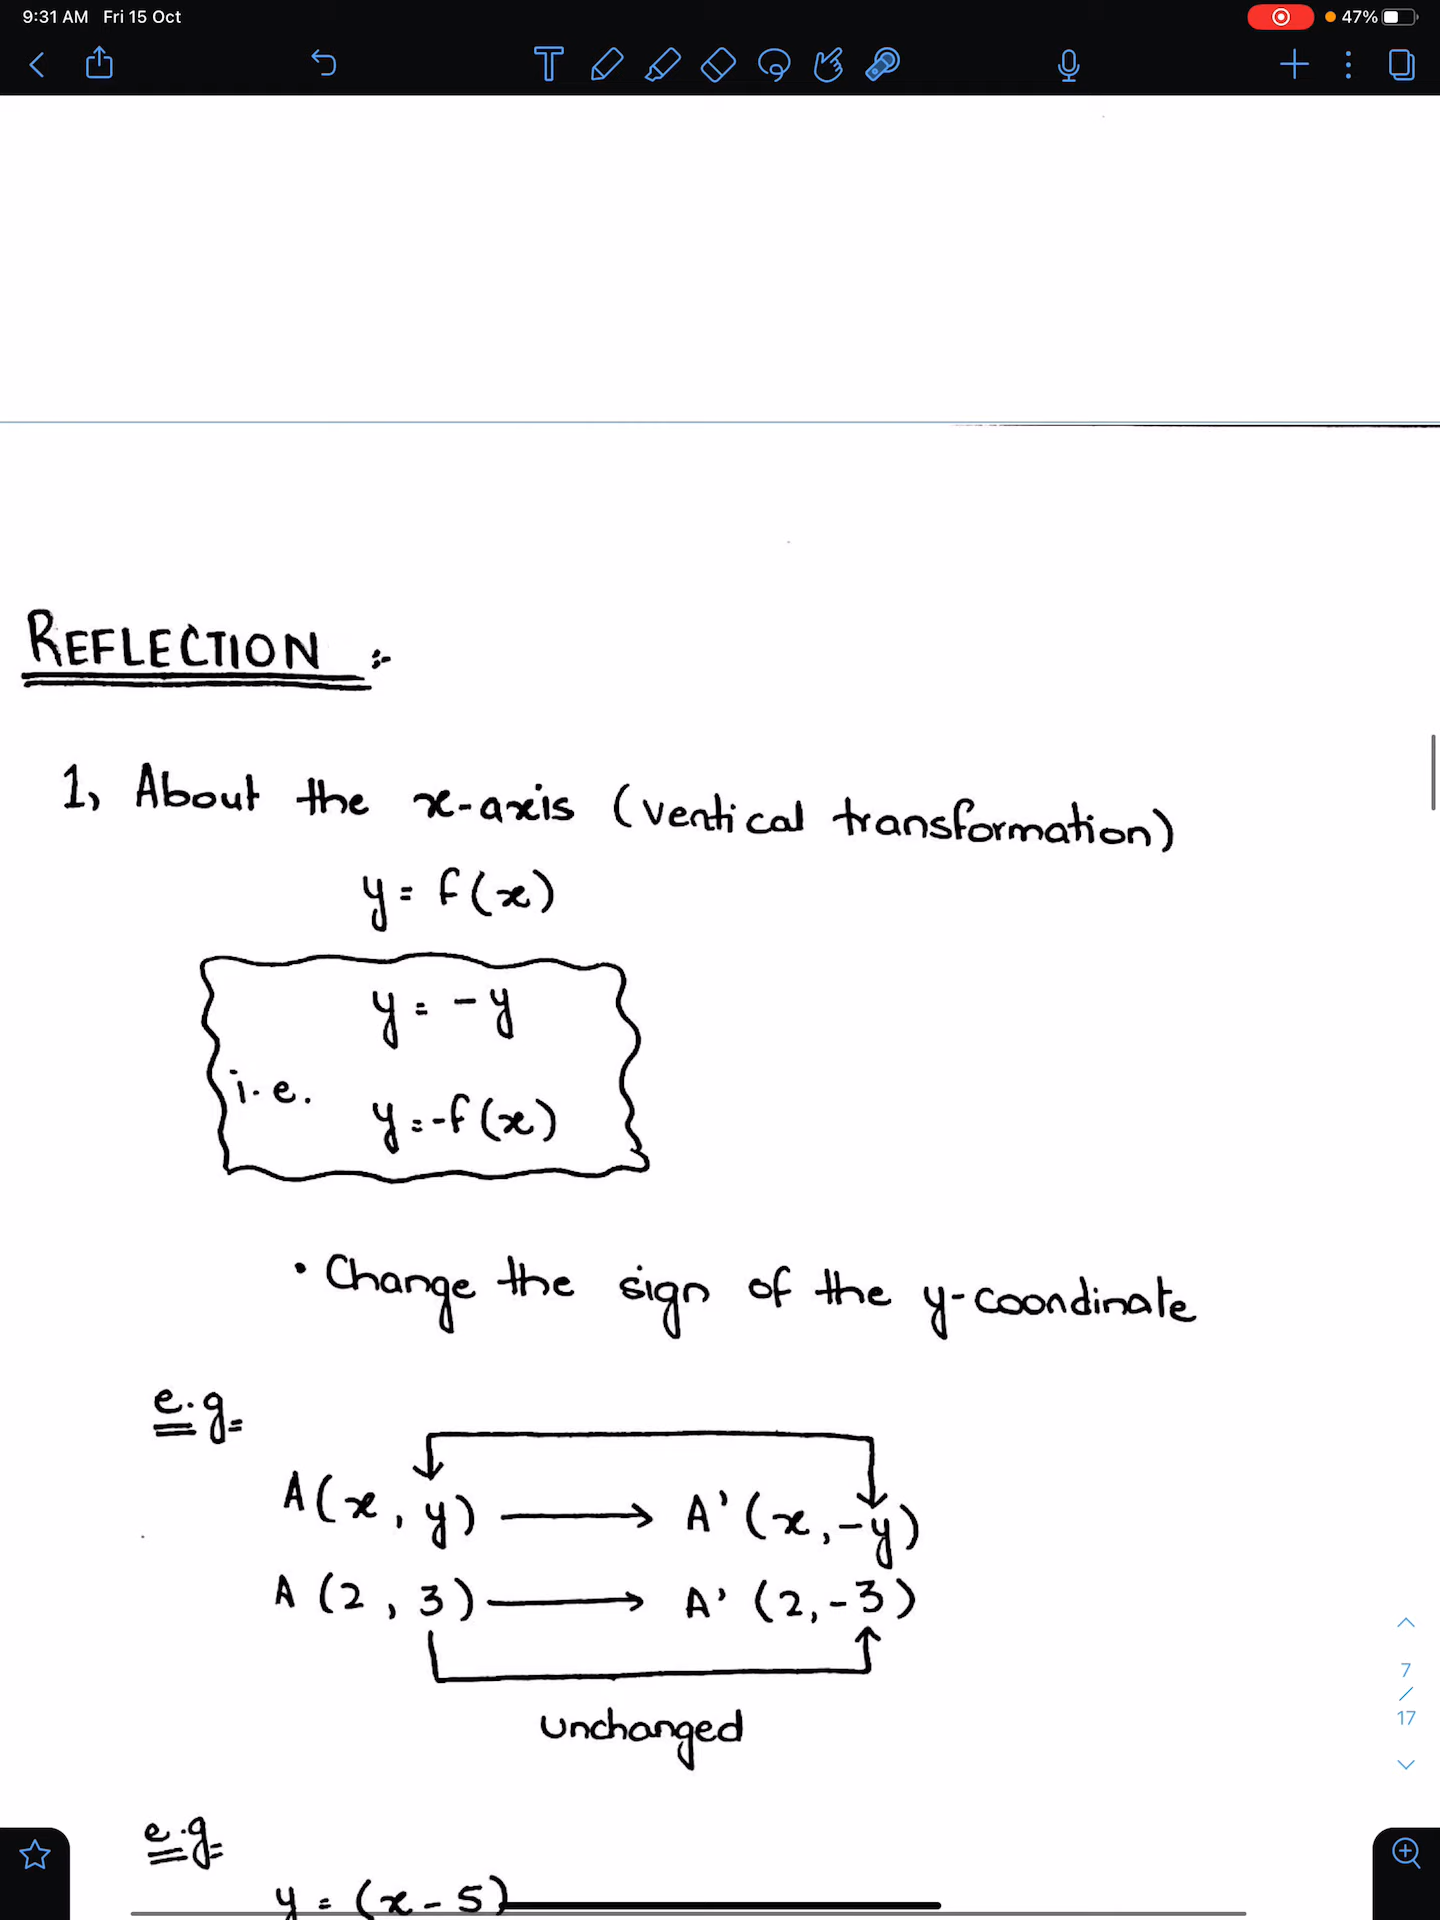 9:31 AM Fri 15 Oct
47%
REFLECTION :-
1, About the x-axis (vertical transformation)
y = f(x)
y = -y
i.e.
y = -f(x)
• Change the sign of the y-coordinate
e.g.
A(x, y) → A'(x, -y)
A (2, 3) → A' (2, -3)
unchanged
7
/
17
e.g.
y = (x - 5)